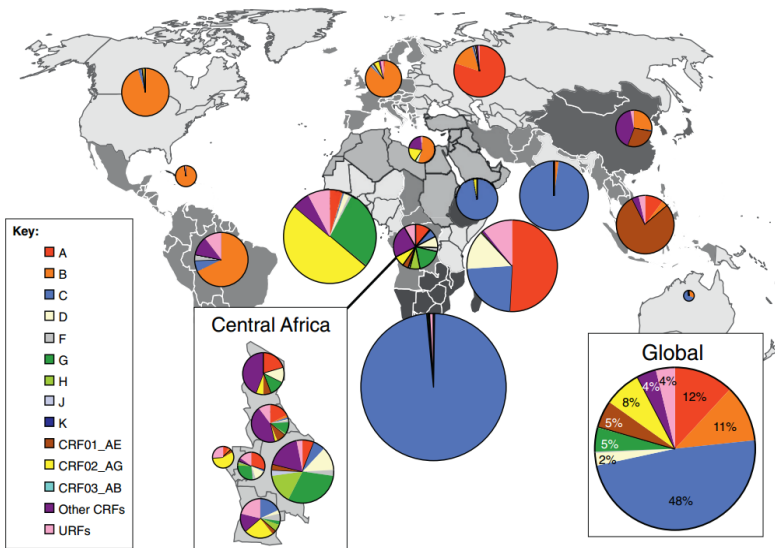 Key:
A
B
C
D
F
G
H
J
K
CRF01_AE
CRF02_AG
CRF03_AB
Other CRFs
URFs
Central Africa
Global
4%
4%
12%
8%
11%
5%
5%
2%
48%